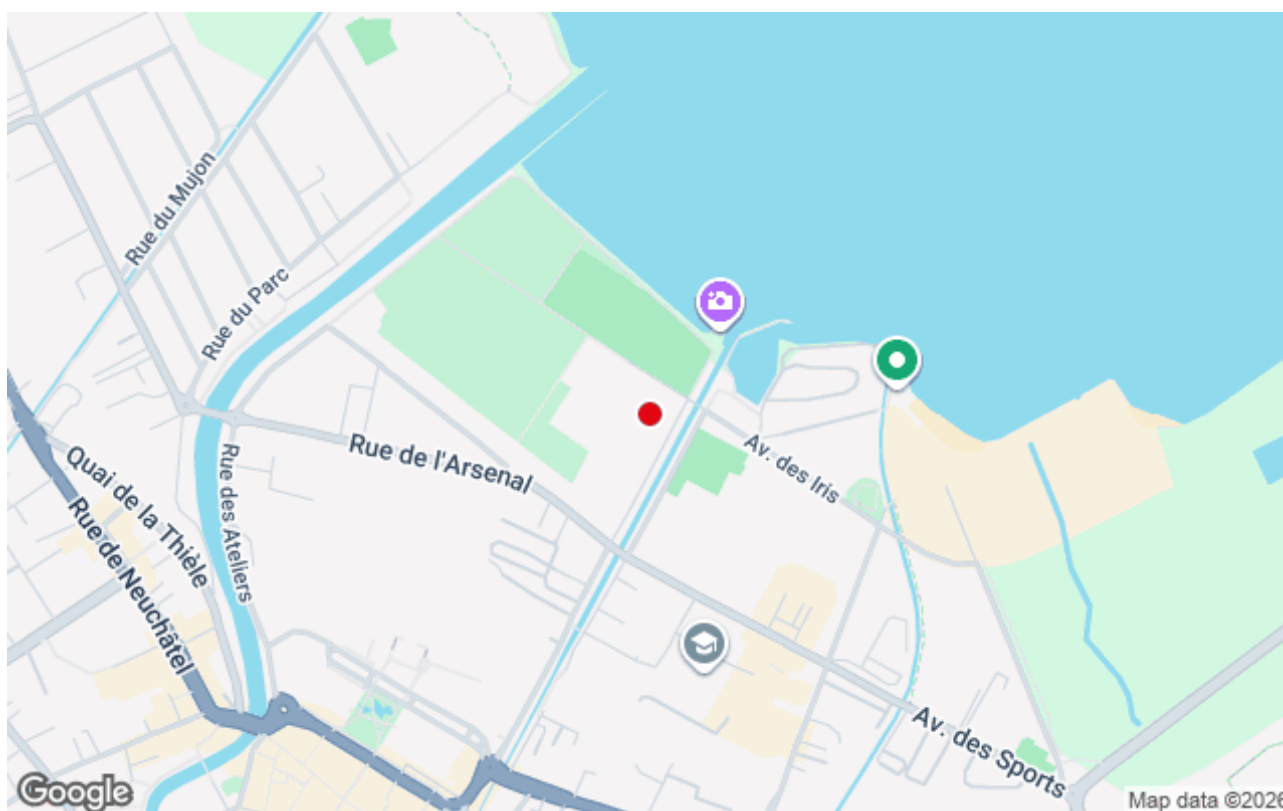 Rue du Mujon
Rue du Parc
Rue de l'Arsenal
Av. des Iris
Quai de la Thièle
Rue des Ateliers
Rue de Neuchâtel
Av. des Sports
Google
Map data ©2026